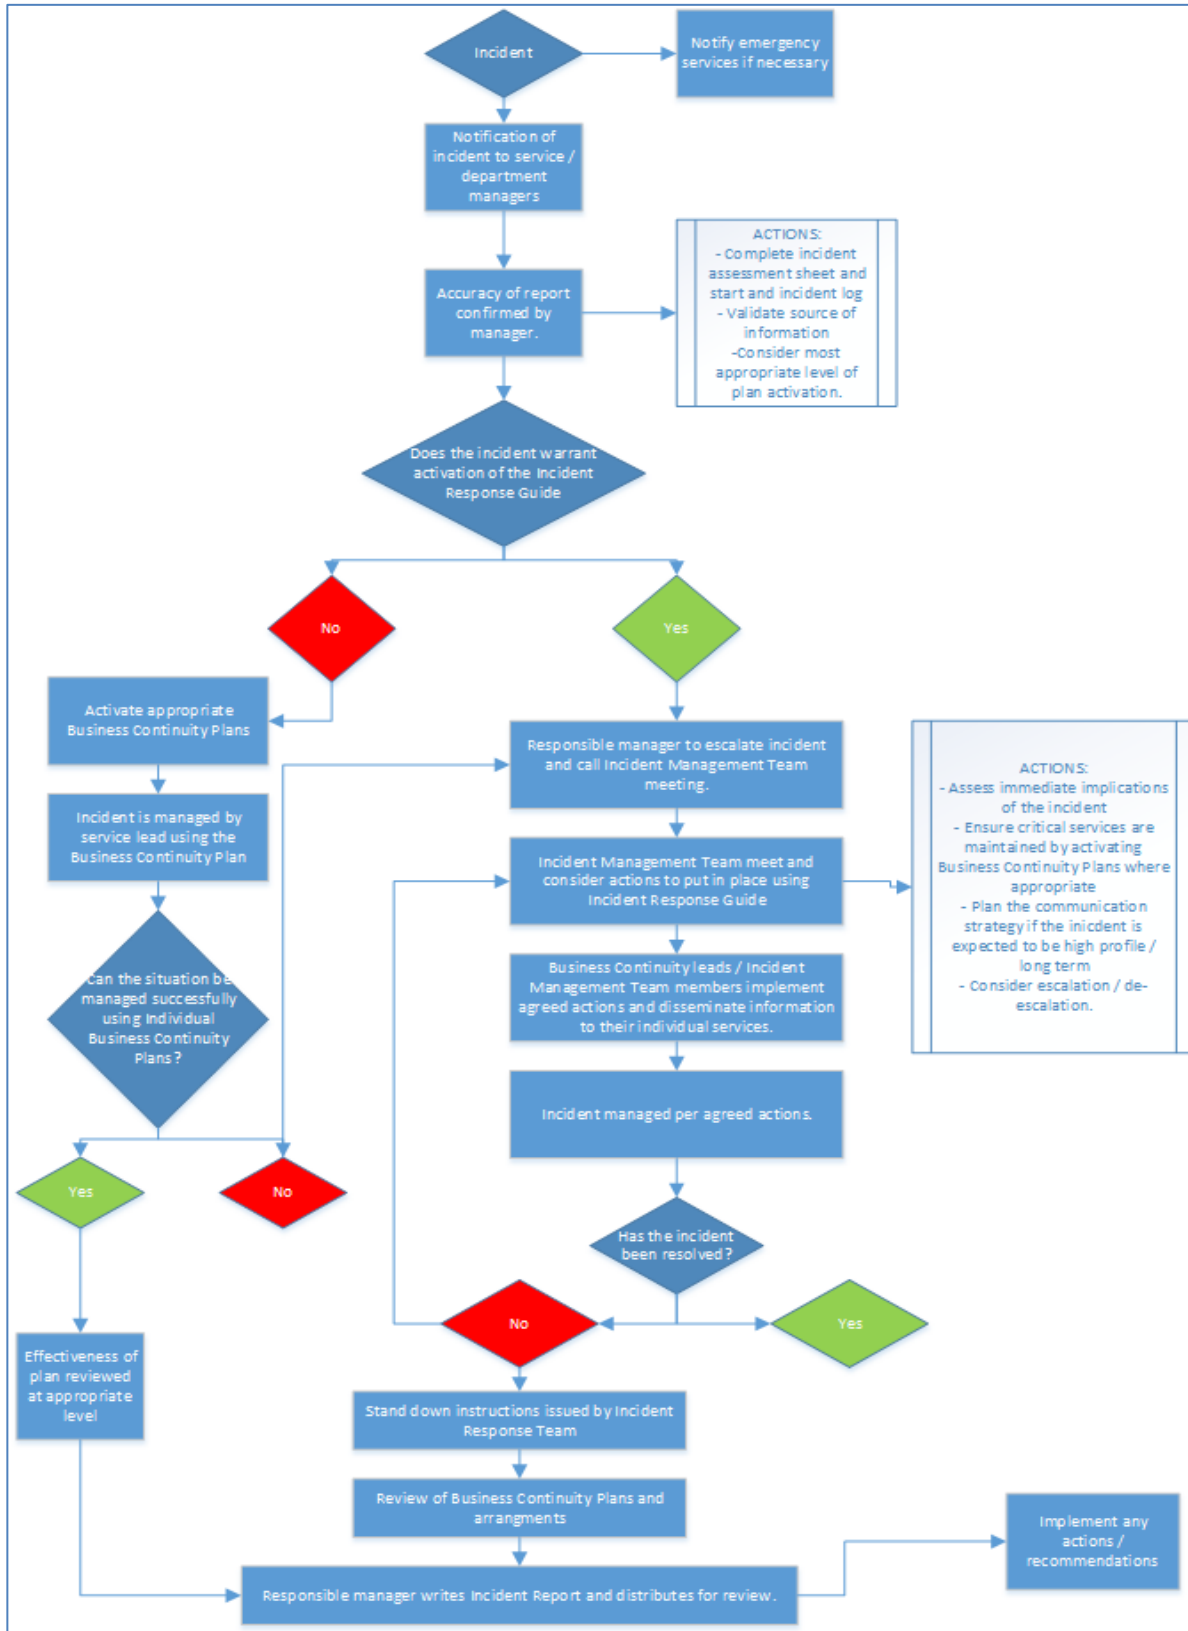 Incident
Notify emergency
services if necessary
Notification of
incident to service /
department
managers
ACTIONS:
- Complete incident
assessment sheet and
start and incident log
- Validate source of
information
-Consider most
appropriate level of
plan activation.
Accuracy of report
confirmed by
manager.
Does the incident warrant
activation of the Incident
Response Guide
No
Yes
Activate appropriate
Business Continuity Plans
Responsible manager to escalate incident
and call Incident Management Team
meeting.
ACTIONS:
- Assess immediate implications
of the incident
- Ensure critical services are
maintained by activating
Business Continuity Plans where
appropriate
- Plan the communication
strategy if the inicdent is
expected to be high profile /
long term
- Consider escalation / de-
escalation.
Incident is managed by
service lead using the
Business Continuity Plan
Incident Management Team meet and
consider actions to put in place using
Incident Response Guide
Can the situation be
managed successfully
using Individual
Business Continuity
Plans?
Business Continuity leads / Incident
Management Team members implement
agreed actions and disseminate information
to their individual services.
Incident managed per agreed actions.
Yes
No
Has the incident
been resolved?
No
Yes
Effectiveness of
plan reviewed
at appropriate
level
Stand down instructions issued by Incident
Response Team
Review of Business Continuity Plans and
arrangments
Implement any
actions /
recommendations
Responsible manager writes Incident Report and distributes for review.